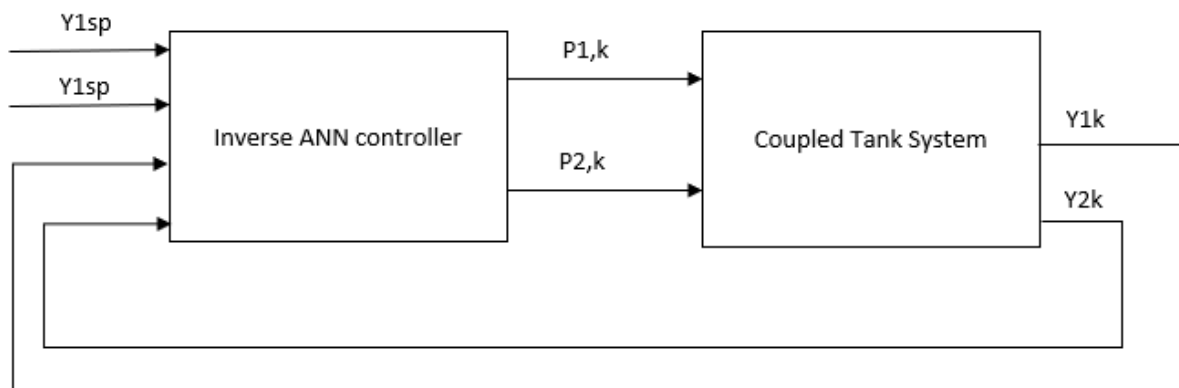 Y1sp
Y1sp
Inverse ANN controller
P1,k
P2,k
Coupled Tank System
Y1k
Y2k